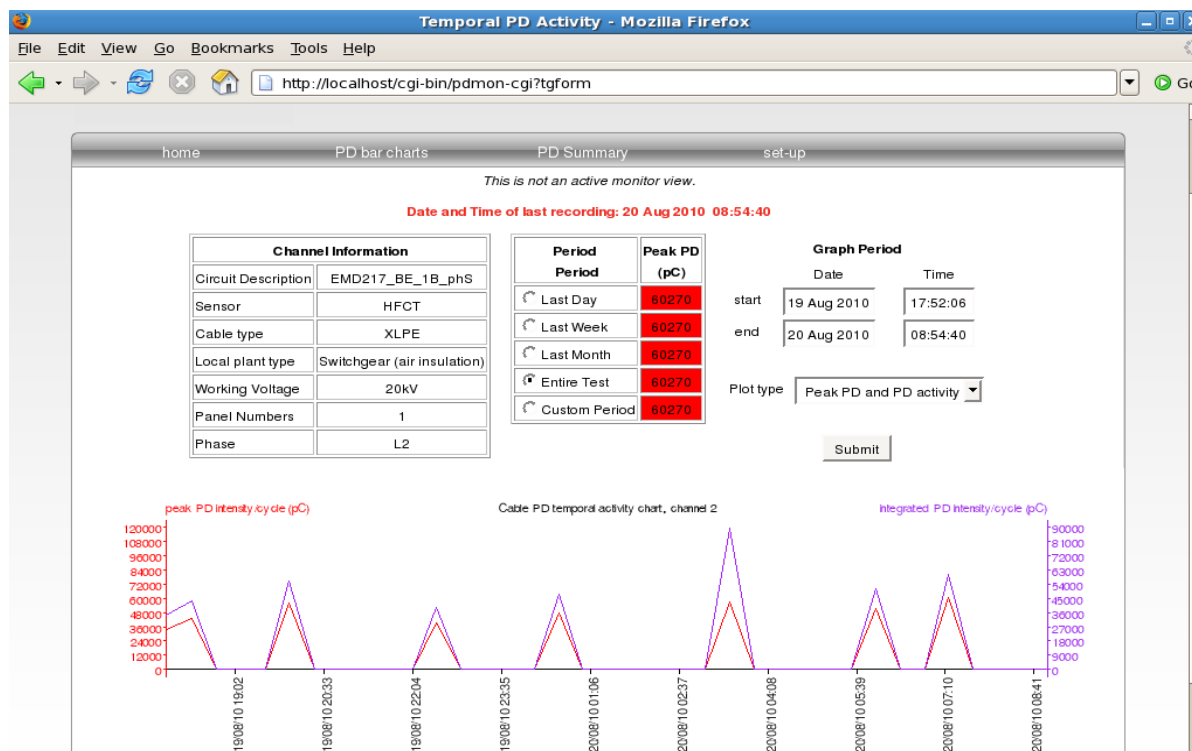 Temporal PD Activity - Mozilla Firefox
File Edit View Go Bookmarks Tools Help
http://localhost/cgi-bin/pdmon-cgi?tgform
home PD bar charts PD Summary set-up
This is not an active monitor view.
Date and Time of last recording: 20 Aug 2010 08:54:40
Channel Information
Circuit Description EMD217_BE_1B_phS
Sensor HFCT
Cable type XLPE
Local plant type Switchgear (air insulation)
Working Voltage 20kV
Panel Numbers 1
Phase L2
Period Peak PD
Period (pC)
Last Day 60270
Last Week 60270
Last Month 60270
Entire Test 60270
Custom Period 60270
Graph Period
Date Time
start 19 Aug 2010 17:52:06
end 20 Aug 2010 08:54:40
Plot type Peak PD and PD activity
Submit
peak PD intensity/cycle (pC) Cable PD temporal activity chart, channel 2 integrated PD intensity/cycle (pC)
120000 90000
108000 81000
96000 72000
84000 63000
72000 54000
60000 45000
48000 36000
36000 27000
24000 18000
12000 9000
0 0
19/08/10 19:02
19/08/10 20:33
19/08/10 22:04
19/08/10 23:35
20/08/10 01:06
20/08/10 02:37
20/08/10 04:08
20/08/10 05:39
20/08/10 07:10
20/08/10 08:41